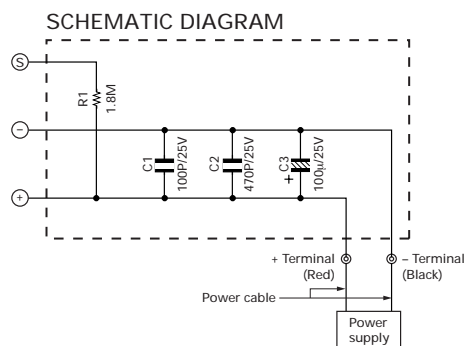 SCHEMATIC DIAGRAM
S
R1
1.8M
−
C1
100P/25V
C2
470P/25V
C3
100µ/25V
+
+
+ Terminal
(Red)
− Terminal
(Black)
Power cable
Power
supply